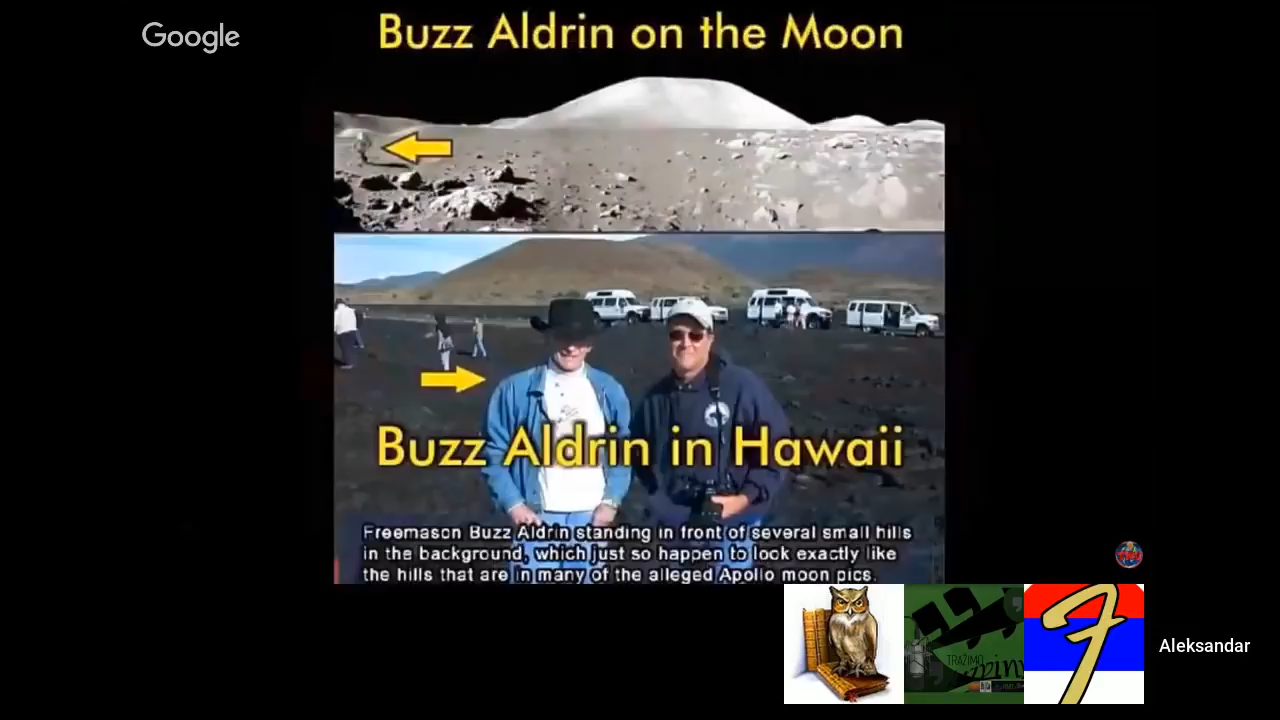 Google
Buzz Aldrin on the Moon
Buzz Aldrin in Hawaii
Freemason Buzz Aldrin standing in front of several small hills
in the background, which just so happen to look exactly like
the hills that are in many of the alleged Apollo moon pics.
TRAŽIMO
Aleksandar